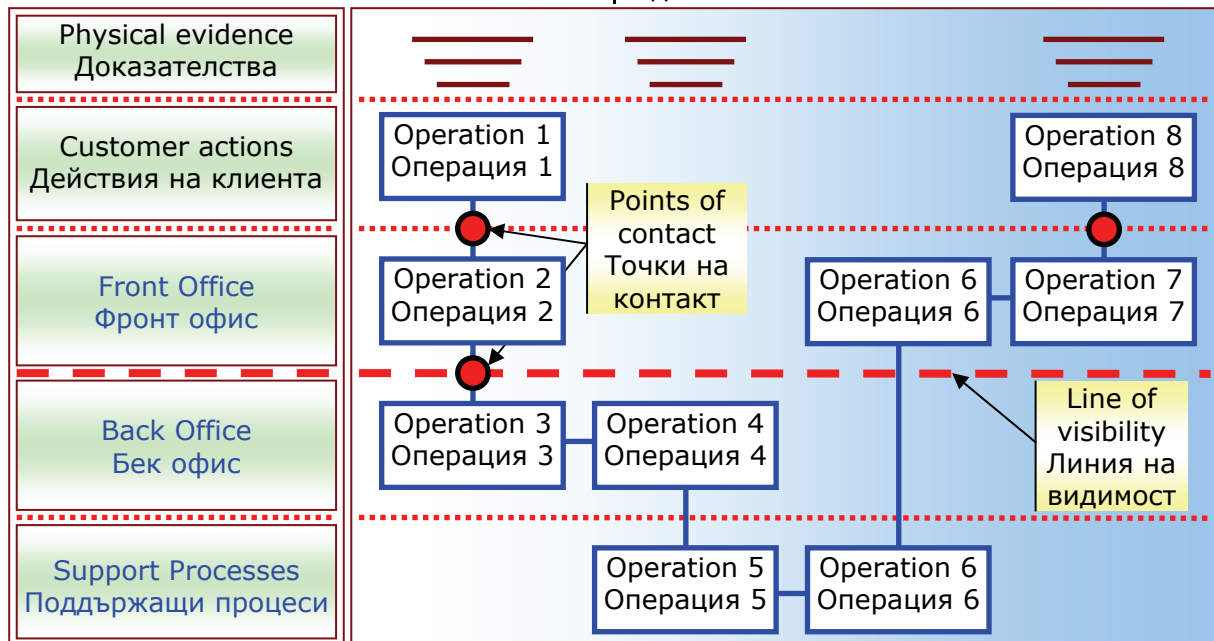 Physical evidence
Доказателства
Customer actions
Действия на клиента
Operation 1
Операция 1
Operation 8
Операция 8
Points of
contact
Точки на
контакт
Front Office
Фронт офис
Operation 2
Операция 2
Operation 6
Операция 6
Operation 7
Операция 7
Back Office
Бек офис
Operation 3
Операция 3
Operation 4
Операция 4
Line of
visibility
Линия на
видимост
Support Processes
Поддържащи процеси
Operation 5
Операция 5
Operation 6
Операция 6